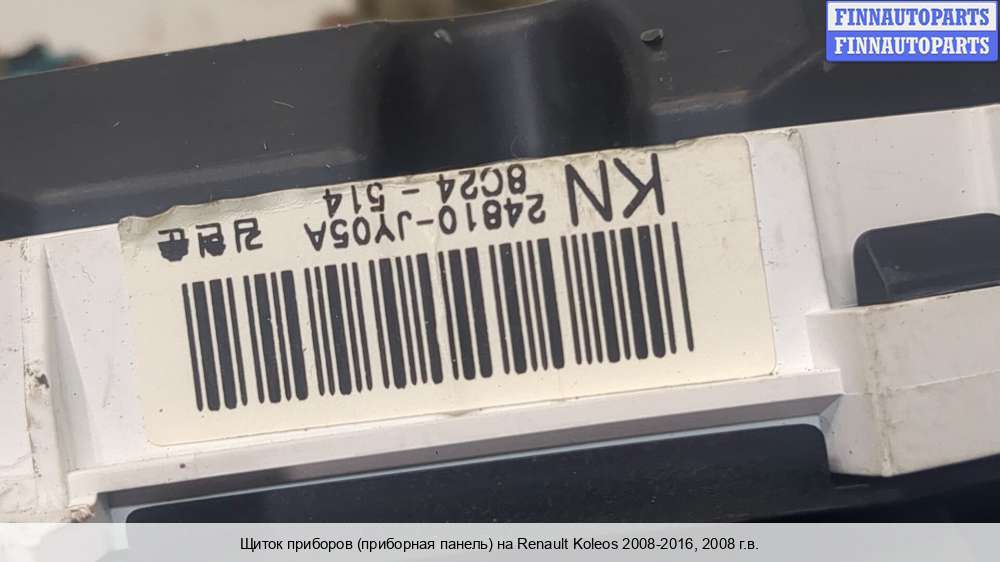 FINNAUTOPARTS
FINNAUTOPARTS
KN
8C24-514
24810-JY05A
Щиток приборов (приборная панель) на Renault Koleos 2008-2016, 2008 г.в.